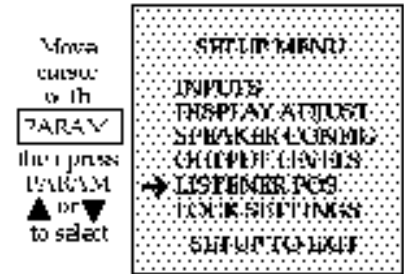 Move
cursor
with
PARAM
then press
PARAM
or
to select
SETUP MENU
INPUTS
DISPLAY ADJUST
SPEAKER CONFIG
OUTPUT LEVELS
LISTENER POS
LOCK SETTINGS
SETUP TO EXIT